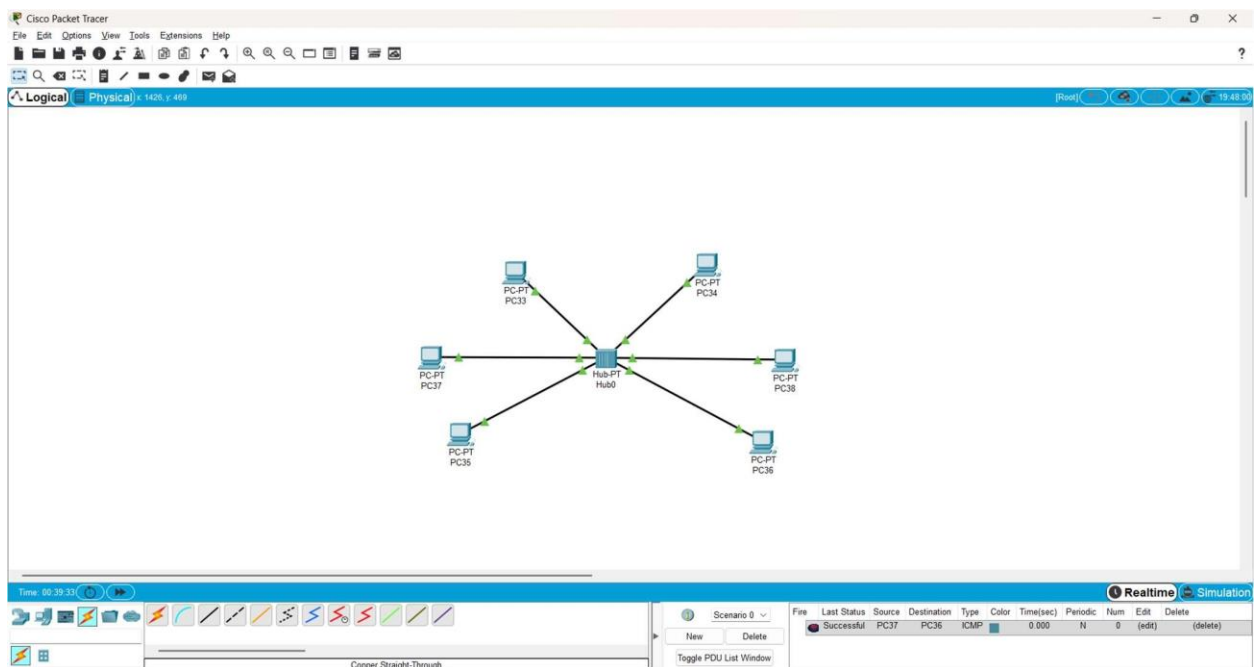 Cisco Packet Tracer
File Edit Options View Tools Extensions Help
?
Logical Physical x: 1426, y: 469 [Root] 19:48:00
PC-PT
PC33
PC-PT
PC34
PC-PT
PC37
Hub-PT
Hub0
PC-PT
PC38
PC-PT
PC35
PC-PT
PC36
Time: 00:39:33 Realtime Simulation
Scenario 0
New Delete
Toggle PDU List Window
Fire Last Status Source Destination Type Color Time(sec) Periodic Num Edit Delete
Successful PC37 PC36 ICMP 0.000 N 0 (edit) (delete)
Copper Straight-Through